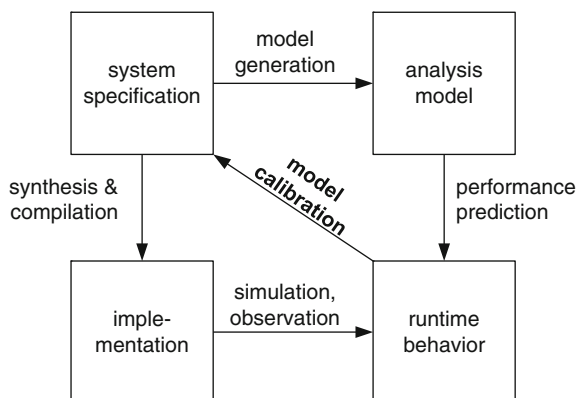 system
specification
model
generation
analysis
model
synthesis &
compilation
model
calibration
performance
prediction
imple-
mentation
simulation,
observation
runtime
behavior